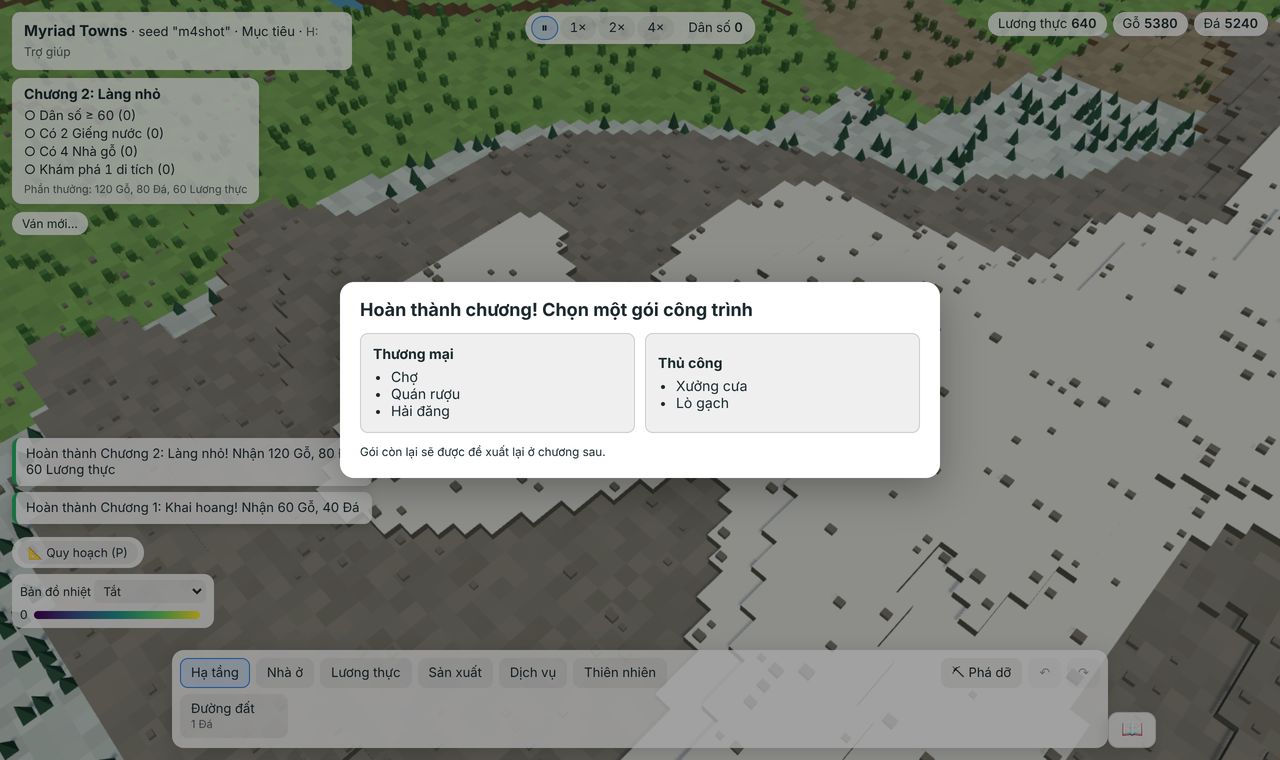 Myriad Towns · seed "m4shot" · Mục tiêu · H:
Trợ giúp
1× 2× 4× Dân số 0
Lương thực 640 Gỗ 5380 Đá 5240
Chương 2: Làng nhỏ
Dân số ≥ 60 (0)
Có 2 Giếng nước (0)
Có 4 Nhà gỗ (0)
Khám phá 1 di tích (0)
Phần thưởng: 120 Gỗ, 80 Đá, 60 Lương thực
Ván mới...
Hoàn thành chương! Chọn một gói công trình
Thương mại
• Chợ
• Quán rượu
• Hải đăng
Thủ công
• Xưởng cưa
• Lò gạch
Gói còn lại sẽ được đề xuất lại ở chương sau.
Hoàn thành Chương 2: Làng nhỏ! Nhận 120 Gỗ, 80
60 Lương thực
Hoàn thành Chương 1: Khai hoang! Nhận 60 Gỗ, 40 Đá
Quy hoạch (P)
Bản đồ nhiệt Tắt
0
Hạ tầng Nhà ở Lương thực Sản xuất Dịch vụ Thiên nhiên Phá dỡ
Đường đất
1 Đá